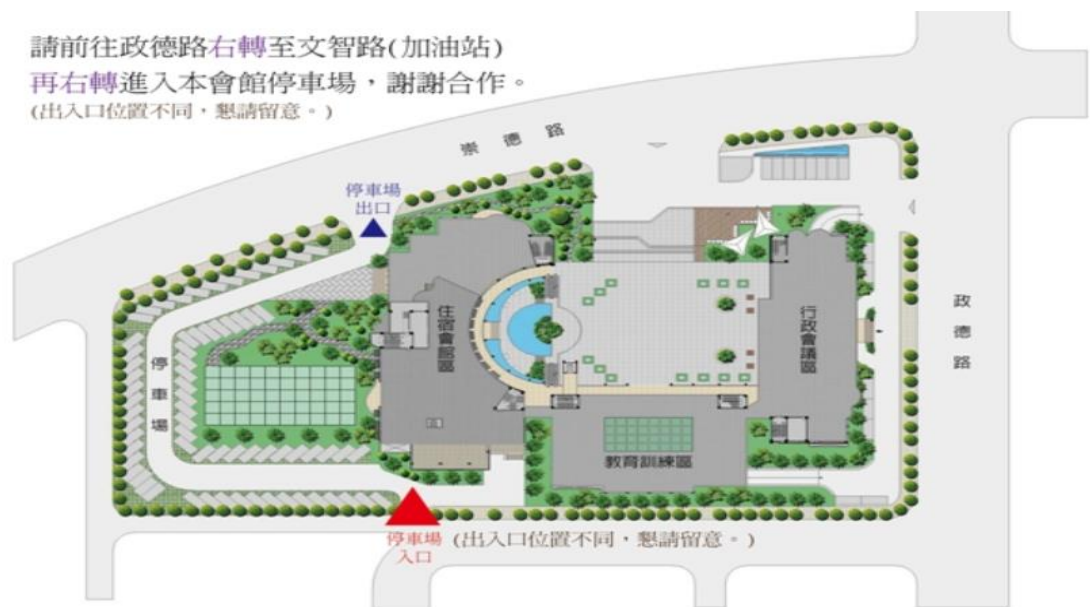 請前往政德路右轉至文智路(加油站)
再右轉進入本會館停車場，謝謝合作。
(出入口位置不同，懇請留意。)
崇德路
停車場
出口
住宿會館區
行政會議區
政德路
停車場
教育訓練區
停車場 (出入口位置不同，懇請留意。)
入口